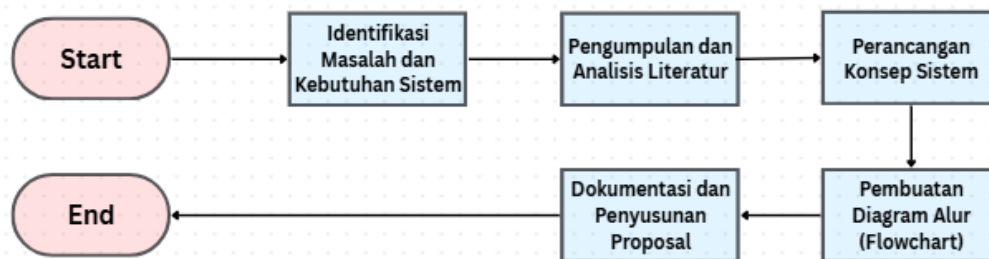 Start
Identifikasi
Masalah dan
Kebutuhan Sistem
Pengumpulan dan
Analisis Literatur
Perancangan
Konsep Sistem
Pembuatan
Diagram Alur
(Flowchart)
Dokumentasi dan
Penyusunan
Proposal
End